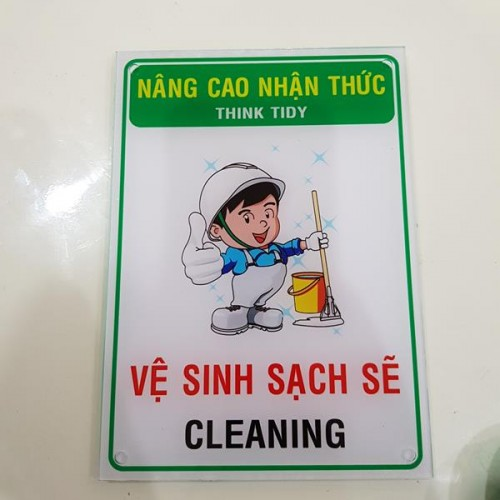 NÂNG CAO NHẬN THỨC
THINK TIDY
VỆ SINH SẠCH SẼ
CLEANING